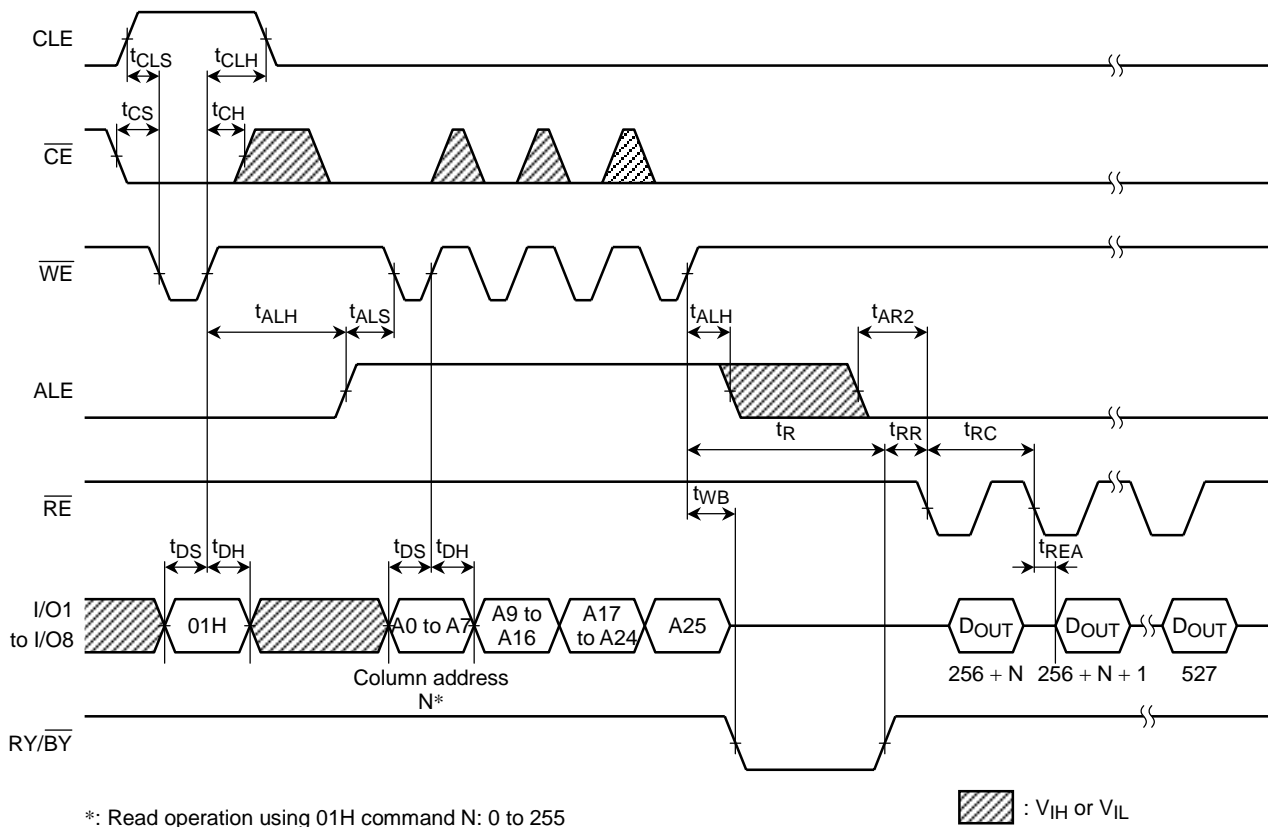 CLE
tCLS
tCLH
tCS
tCH
CE
WE
tALH
tALS
tALH
tAR2
ALE
tR
tRR
tRC
RE
tWB
tDS
tDH
tDS
tDH
tREA
I/O1
to I/O8
01H
A0 to A7
A9 to
A16
A17
to A24
A25
DOUT
DOUT
DOUT
256 + N
256 + N + 1
527
Column address
N*
RY/BY
*: Read operation using 01H command N: 0 to 255
: VIH or VIL